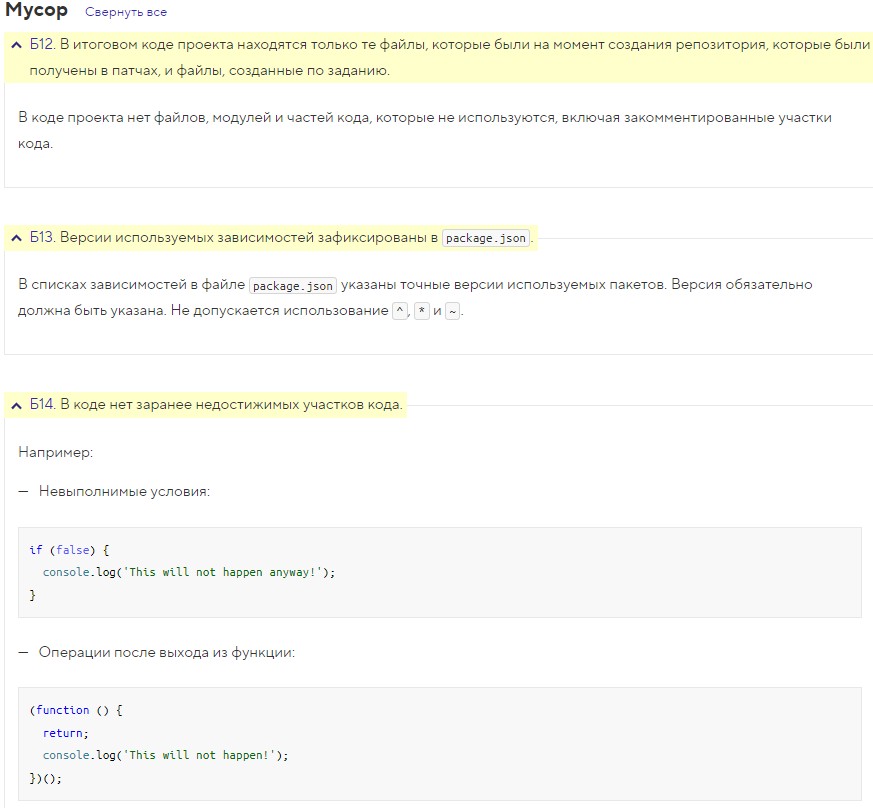 Мусор Свернуть все
Б12. В итоговом коде проекта находятся только те файлы, которые были на момент создания репозитория, которые были
получены в патчах, и файлы, созданные по заданию.
В коде проекта нет файлов, модулей и частей кода, которые не используются, включая закомментированные участки
кода.
Б13. Версии используемых зависимостей зафиксированы в package.json.
В списках зависимостей в файле package.json указаны точные версии используемых пакетов. Версия обязательно
должна быть указана. Не допускается использование ^, * и ~.
Б14. В коде нет заранее недостижимых участков кода.
Например:
— Невыполнимые условия:
if (false) {
  console.log('This will not happen anyway!');
}
— Операции после выхода из функции:
(function () {
  return;
  console.log('This will not happen!');
})();